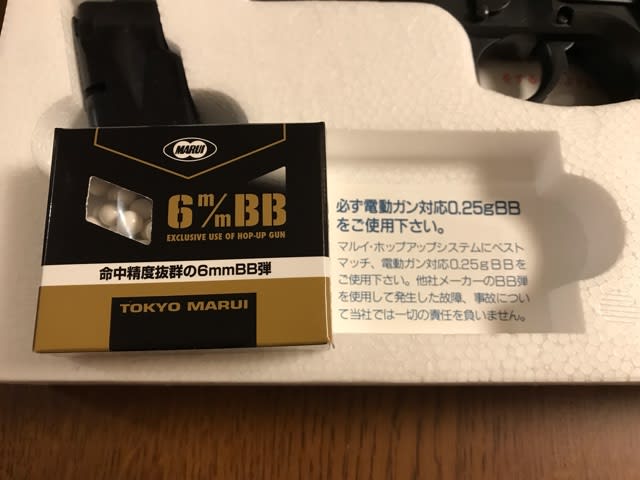 MARUI
6m/mBB
EXCLUSIVE USE OF HOP-UP GUN
命中精度抜群の6mmBB弾
TOKYO MARUI
必ず電動ガン対応0.25gBB
をご使用下さい。
マルイ・ホップアップシステムにベスト
マッチ、電動ガン対応0.25gBBを
ご使用下さい。他社メーカーのBB弾
を使用して発生した故障、事故につい
て当社では一切の責任を負いません。